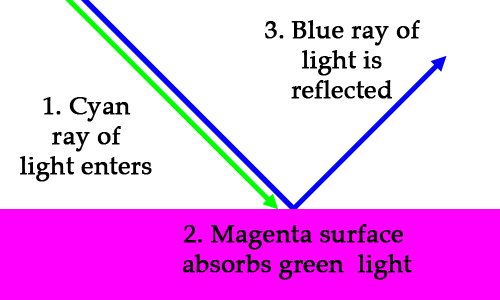 1. Cyan
ray of
light enters
2. Magenta surface
absorbs green light
3. Blue ray of
light is
reflected